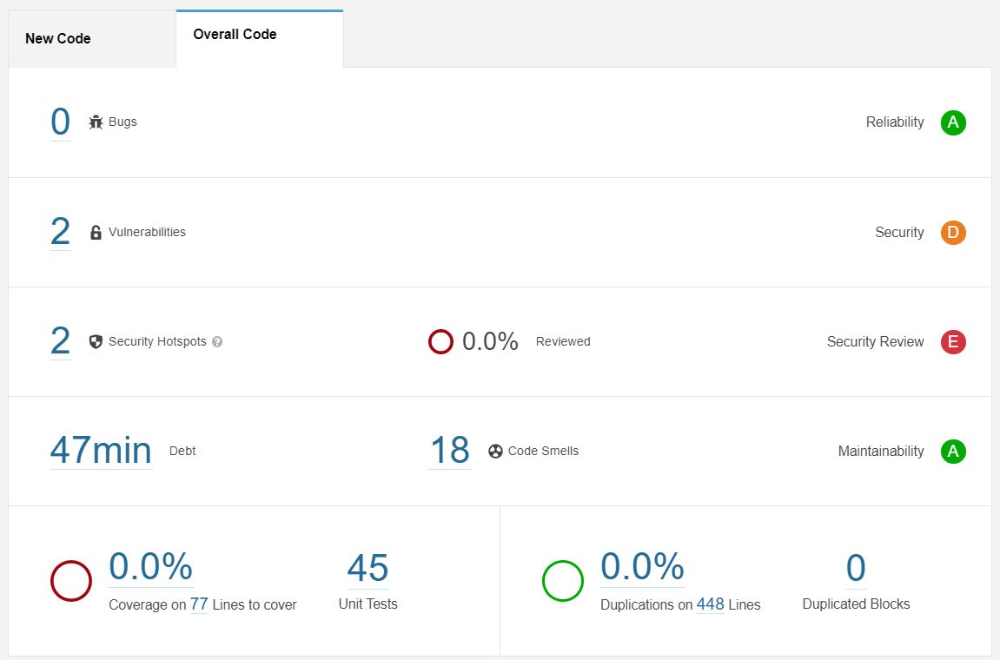 New Code
Overall Code
0 Bugs Reliability A
2 Vulnerabilities Security D
2 Security Hotspots ? 0.0% Reviewed Security Review E
47min Debt 18 Code Smells Maintainability A
0.0% 45 0.0% 0
Coverage on 77 Lines to cover Unit Tests Duplications on 448 Lines Duplicated Blocks